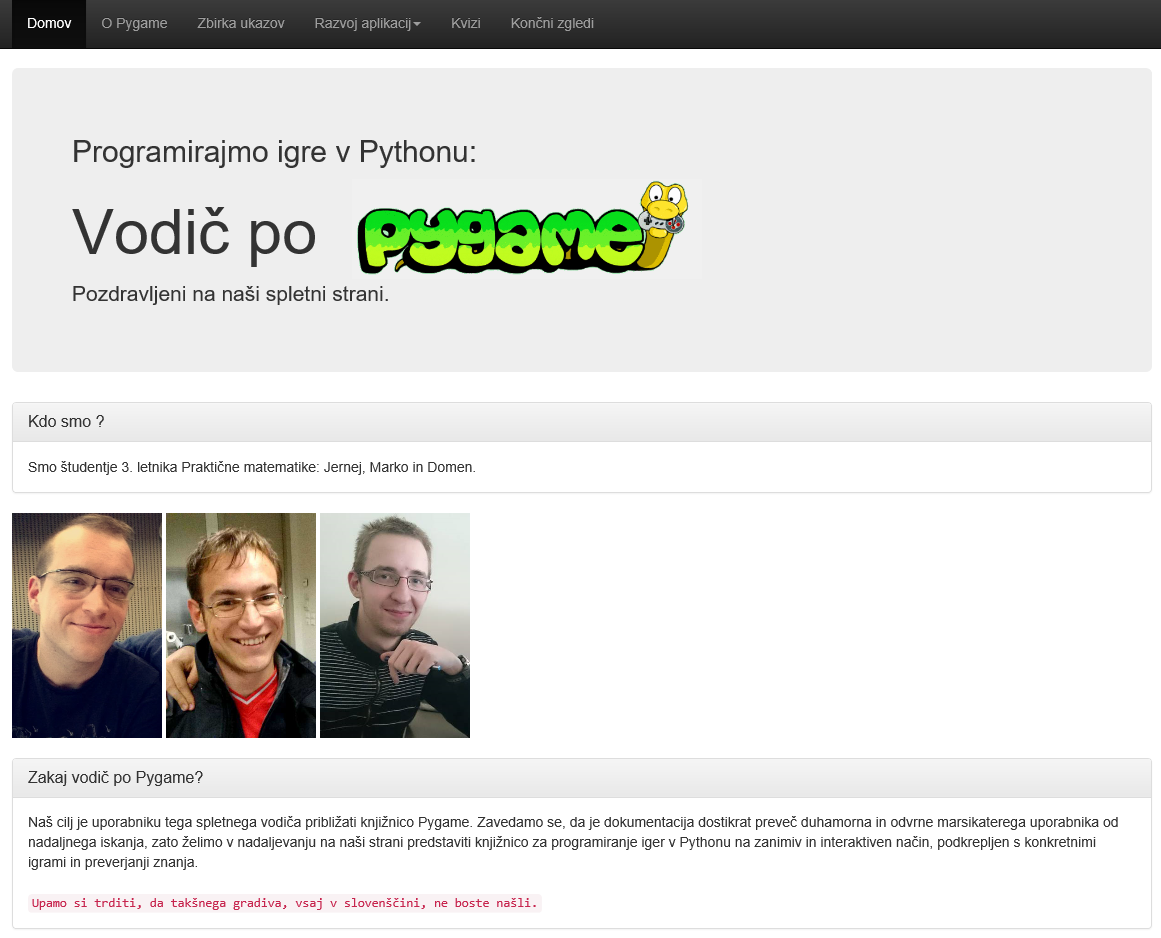 Domov O Pygame Zbirka ukazov Razvoj aplikacij Kvizi Končni zgledi
Programirajmo igre v Pythonu:
Vodič po pygame
Pozdravljeni na naši spletni strani.
Kdo smo ?
Smo študentje 3. letnika Praktične matematike: Jernej, Marko in Domen.
Zakaj vodič po Pygame?
Naš cilj je uporabniku tega spletnega vodiča približati knjižnico Pygame. Zavedamo se, da je dokumentacija dostikrat preveč duhamorna in odvrne marsikaterega uporabnika od
nadaljnega iskanja, zato želimo v nadaljevanju na naši strani predstaviti knjižnico za programiranje iger v Pythonu na zanimiv in interaktiven način, podkrepljen s konkretnimi
igrami in preverjanji znanja.
Upamo si trditi, da takšnega gradiva, vsaj v slovenščini, ne boste našli.